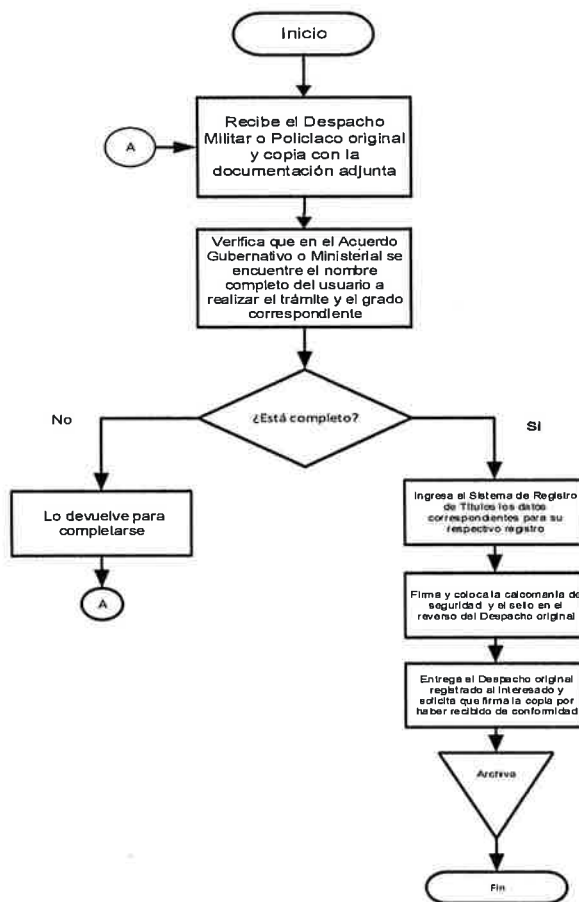 Inicio
Recibe el Despacho
Militar o Policiaco original
y copia con la
documentación adjunta
A
Verifica que en el Acuerdo
Gubernativo o Ministerial se
encuentre el nombre
completo del usuario a
realizar el trámite y el grado
correspondiente
¿Está completo?
No
Si
Lo devuelve para
completarse
A
Ingresa al Sistema de Registro
de Títulos los datos
correspondientes para su
respectivo registro
Firma y coloca la calcomanía de
seguridad y el sello en el
reverso del Despacho original
Entrega el Despacho original
registrado al interesado y
solicita que firma la copia por
haber recibido de conformidad
Archiva
Fin